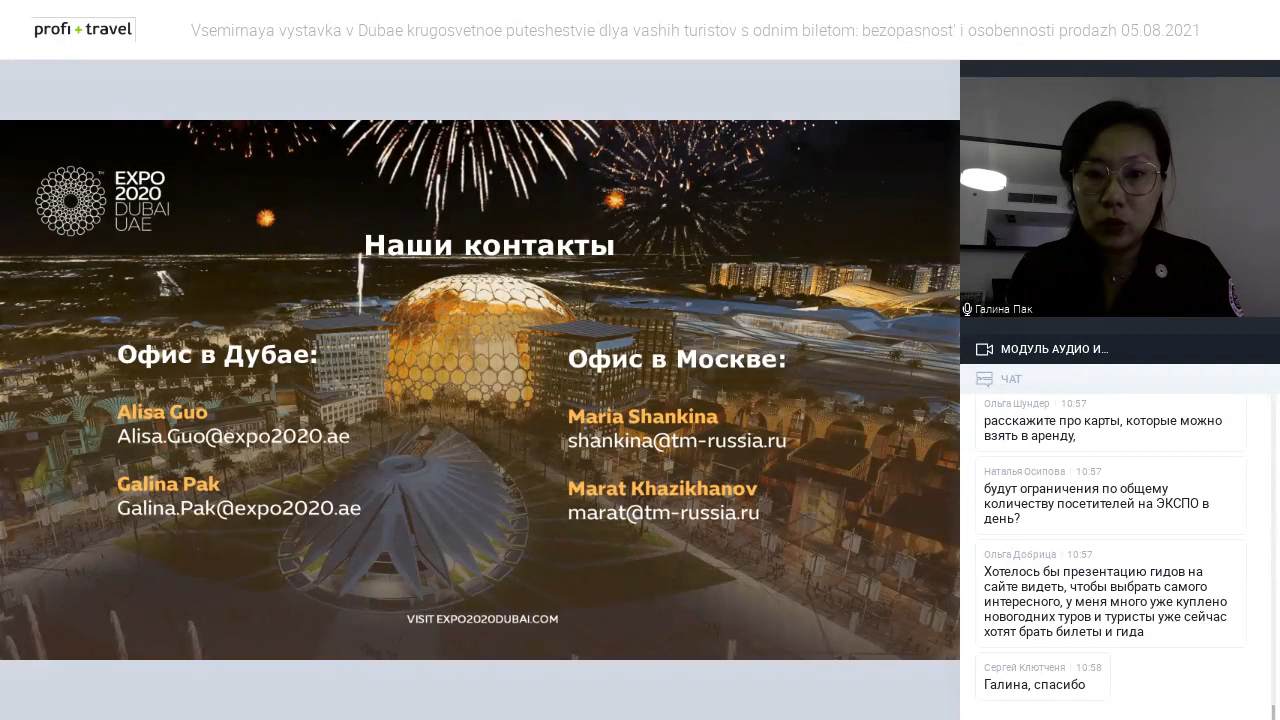 profi + travel
Vsemirnaya vystavka v Dubae krugosvetnoe puteshestvie dlya vashih turistov s odnim biletom: bezopasnost' i osobennosti prodazh 05.08.2021
EXPO
2020
DUBAI
UAE
Наши контакты
Офис в Дубае:
Alisa Guo
Alisa.Guo@expo2020.ae
Galina Pak
Galina.Pak@expo2020.ae
Офис в Москве:
Maria Shankina
shankina@tm-russia.ru
Marat Khazikhanov
marat@tm-russia.ru
VISIT EXPO2020DUBAI.COM
Галина Пак
МОДУЛЬ АУДИО И...
ЧАТ
Ольга Шундер 10:57
расскажите про карты, которые можно
взять в аренду,
Наталья Осипова 10:57
будут ограничения по общему
количеству посетителей на ЭКСПО в
день?
Ольга Добрица 10:57
Хотелось бы презентацию гидов на
сайте видеть, чтобы выбрать самого
интересного, у меня много уже куплено
новогодних туров и туристы уже сейчас
хотят брать билеты и гида
Сергей Клютченя 10:58
Галина, спасибо